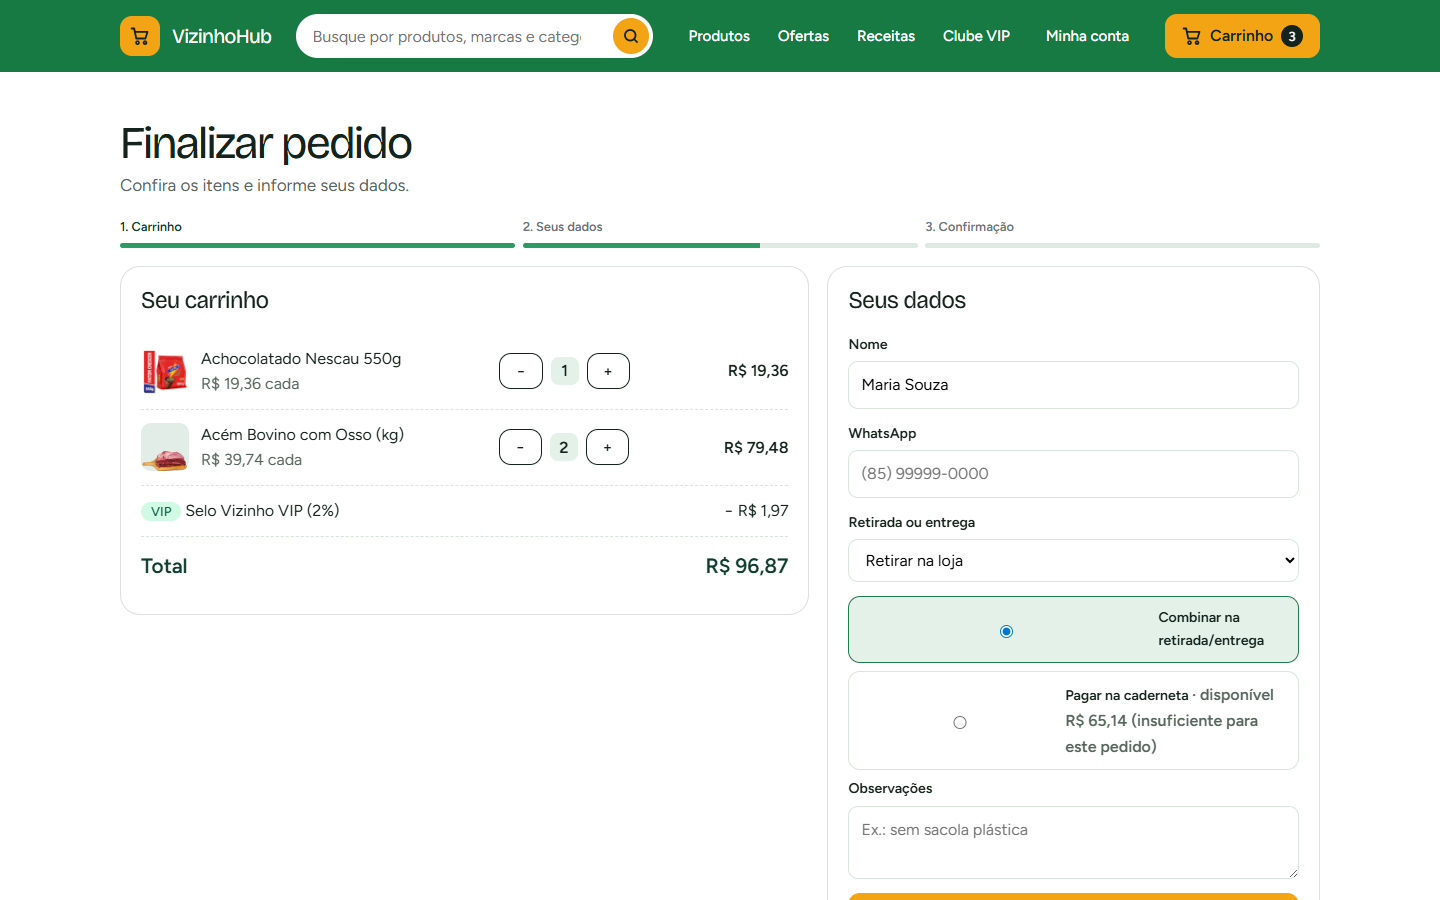 VizinhoHub
Busque por produtos, marcas e categ
Produtos
Ofertas
Receitas
Clube VIP
Minha conta
Carrinho 3
Finalizar pedido
Confira os itens e informe seus dados.
1. Carrinho
2. Seus dados
3. Confirmação
Seu carrinho
Achocolatado Nescau 550g
R$ 19,36 cada
- 1 +
R$ 19,36
Acém Bovino com Osso (kg)
R$ 39,74 cada
- 2 +
R$ 79,48
VIP Selo Vizinho VIP (2%)
- R$ 1,97
Total
R$ 96,87
Seus dados
Nome
Maria Souza
WhatsApp
(85) 99999-0000
Retirada ou entrega
Retirar na loja
Combinar na
retirada/entrega
Pagar na caderneta · disponível
R$ 65,14 (insuficiente para
este pedido)
Observações
Ex.: sem sacola plástica